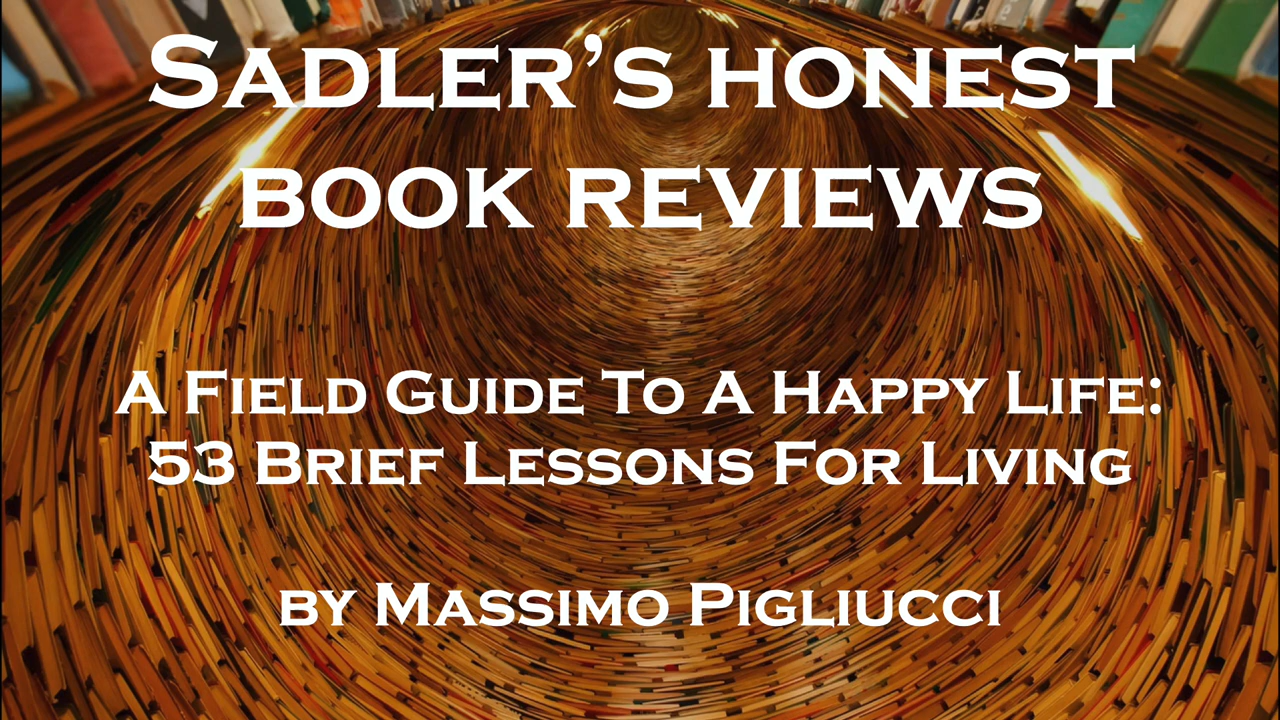 Sadler's honest
book reviews
A Field Guide To A Happy Life:
53 Brief Lessons For Living
by Massimo Pigliucci